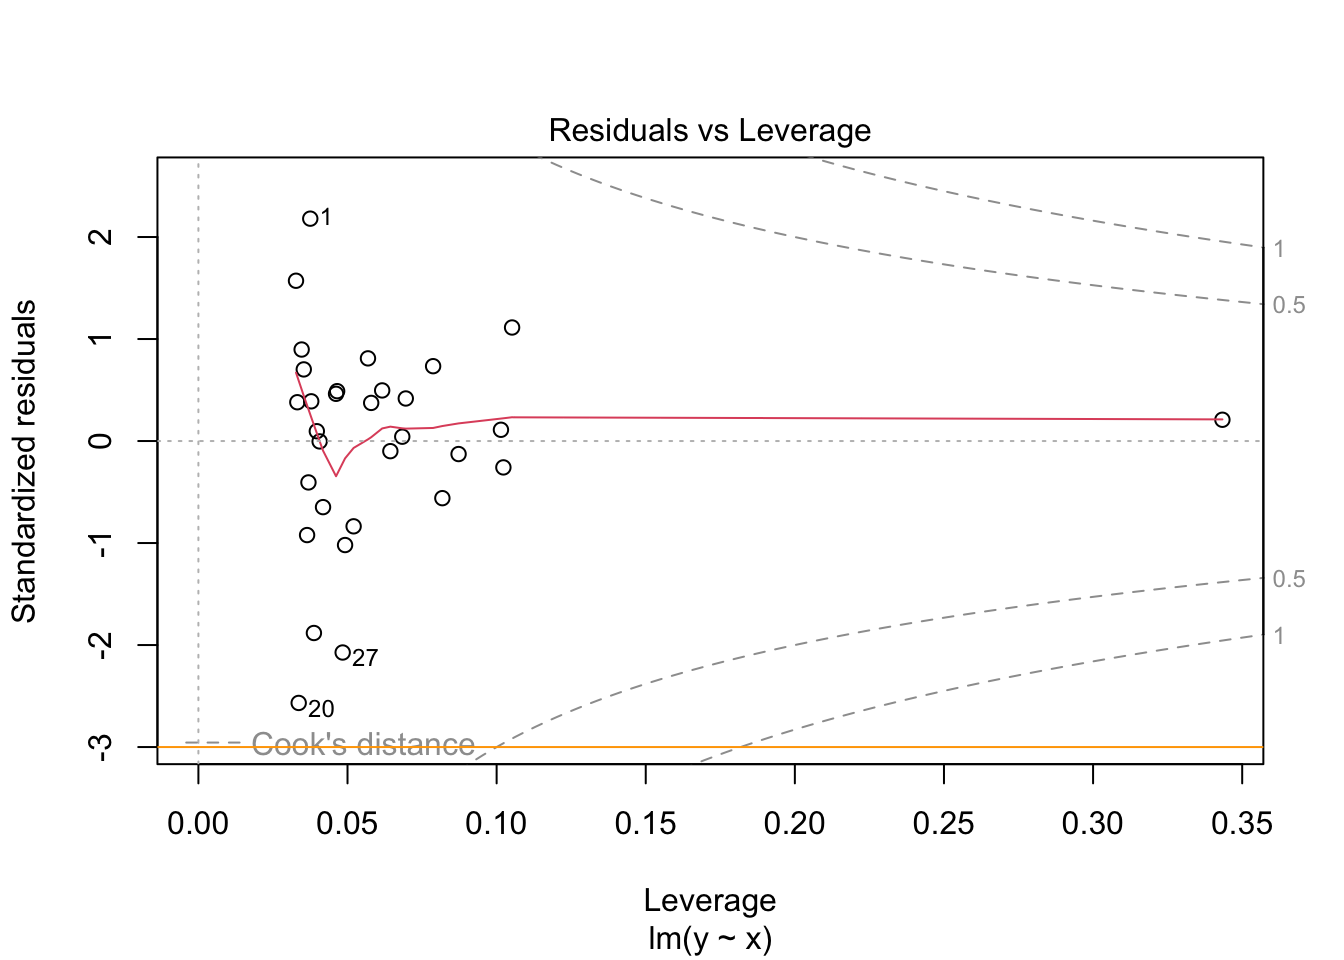 Residuals vs Leverage
Standardized residuals
2
1
0
-1
-2
-3
1
27
20
1
0.5
0.5
1
Cook's distance
0.00 0.05 0.10 0.15 0.20 0.25 0.30 0.35
Leverage
lm(y ~ x)